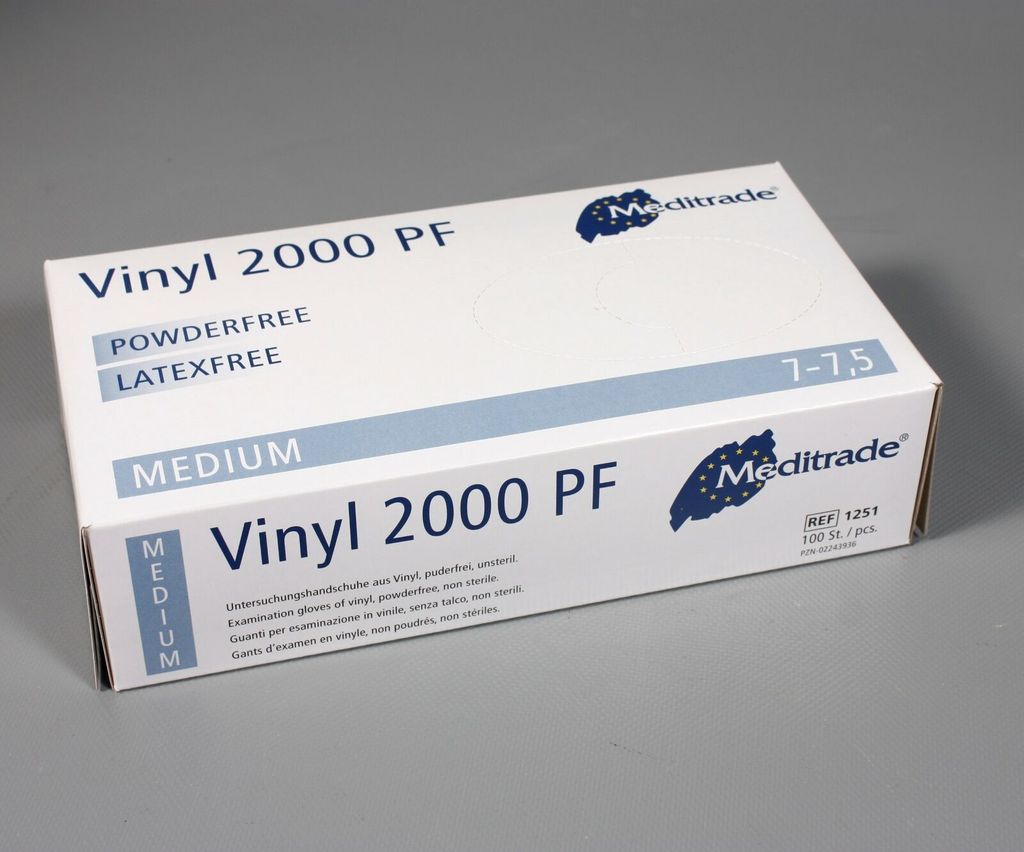 Vinyl 2000 PF
Meditrade®
POWDERFREE
LATEXFREE
MEDIUM
7-7,5
MEDIUM
Vinyl 2000 PF
Meditrade®
Untersuchungshandschuhe aus Vinyl, puderfrei, unsteril.
Examination gloves of vinyl, powderfree, non sterile.
Guanti per esaminazione in vinile, senza talco, non sterili.
Gants d'examen en vinyle, non poudrés, non stériles.
REF 1251
100 St. / pcs.
PZN-02243936